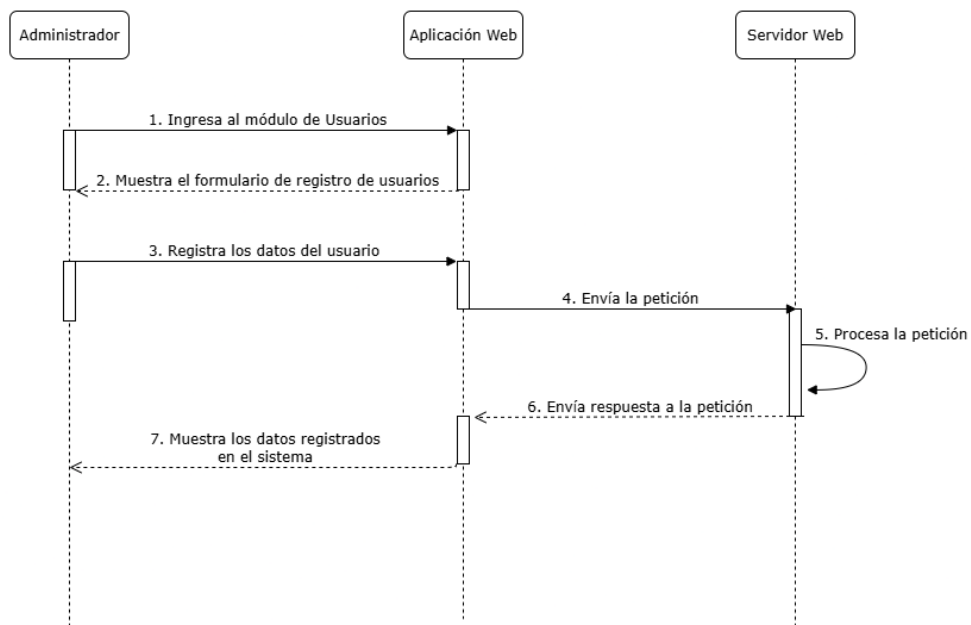 Administrador
Aplicación Web
Servidor Web
1. Ingresa al módulo de Usuarios
2. Muestra el formulario de registro de usuarios
3. Registra los datos del usuario
4. Envía la petición
5. Procesa la petición
6. Envía respuesta a la petición
7. Muestra los datos registrados
en el sistema